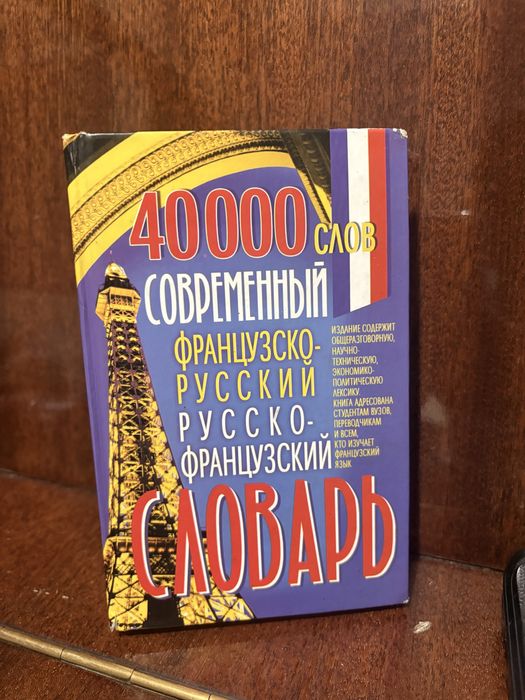 40 000 СЛОВ
СОВРЕМЕННЫЙ
ФРАНЦУЗСКО-
РУССКИЙ
РУССКО-
ФРАНЦУЗСКИЙ
СЛОВАРЬ
ИЗДАНИЕ СОДЕРЖИТ
ОБЩЕРАЗГОВОРНУЮ,
НАУЧНО-
ТЕХНИЧЕСКУЮ,
ЭКОНОМИКО-
ПОЛИТИЧЕСКУЮ
ЛЕКСИКУ
КНИГА АДРЕСОВАНА
СТУДЕНТАМ ВУЗОВ,
ПЕРЕВОДЧИКАМ
И ВСЕМ,
КТО ИЗУЧАЕТ
ФРАНЦУЗСКИЙ
ЯЗЫК